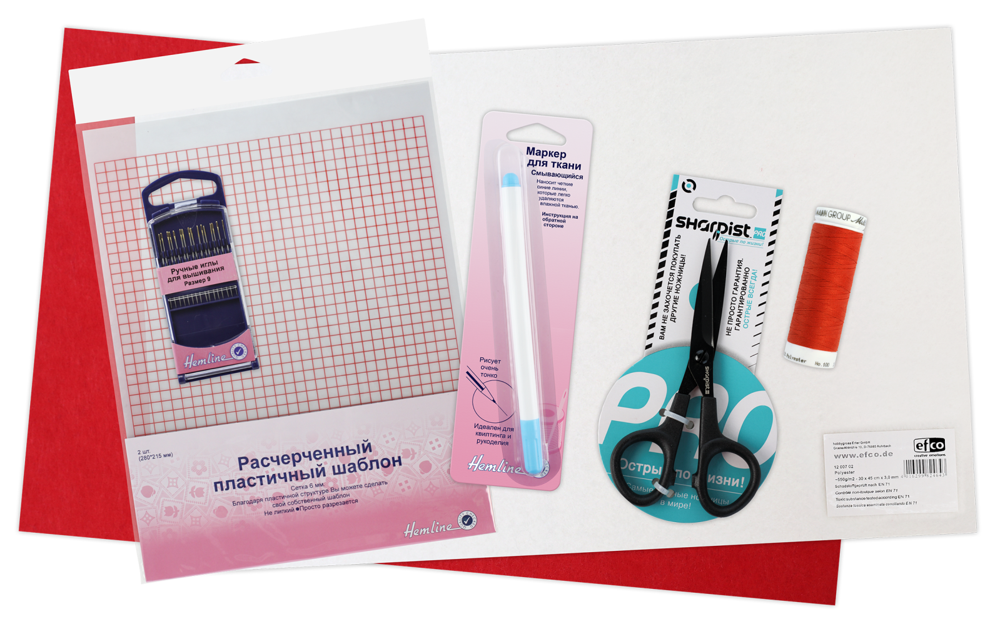 Ручные иглы
для вышивания
Размер 9
Hemline
2 шт.
(280*215 мм)
Расчерченный
пластичный шаблон
Сетка 6 мм.
Благодаря пластичной структуре Вы можете сделать
свой собственный шаблон
Не липкий ●Просто разрезается
Hemline
Маркер
для ткани
Смывающийся
Наносит четкие
синие линии,
которые легко
удаляются
влажной тканью.
Инструкция на
обратной
стороне
Рисует
очень
тонко
Идеален для
квилтинга и
рукоделия
Hemline
SHARPIST PRO
Острые по жизни!
ВАМ НЕ ЗАХОЧЕТСЯ ПОКУПАТЬ
ДРУГИЕ НОЖНИЦЫ!
НЕ ПРОСТО ГАРАНТИЯ.
ГАРАНТИРОВАННО
ОСТРЫЕ ВСЕГДА!
SHARPIST
PRO
Острые по жизни!
Самые ные ножницы
в мире!
MANN GROUP
Polyester No. 100
hobbygross Erler GmbH
Grosse Ahlmühle 10, D-76865 Rohrbach
www.efco.de
efco
creative emotions
12 007 02
Polyester
~550g/m2 - 30 x 45 cm x 3,0 mm
4 016299 824643
Schadstoffgeprüft nach EN 71
Contrôlé non-toxique selon EN 71
Toxic substance tested according EN 71
Sostanza tossica esaminata conciliando EN 71